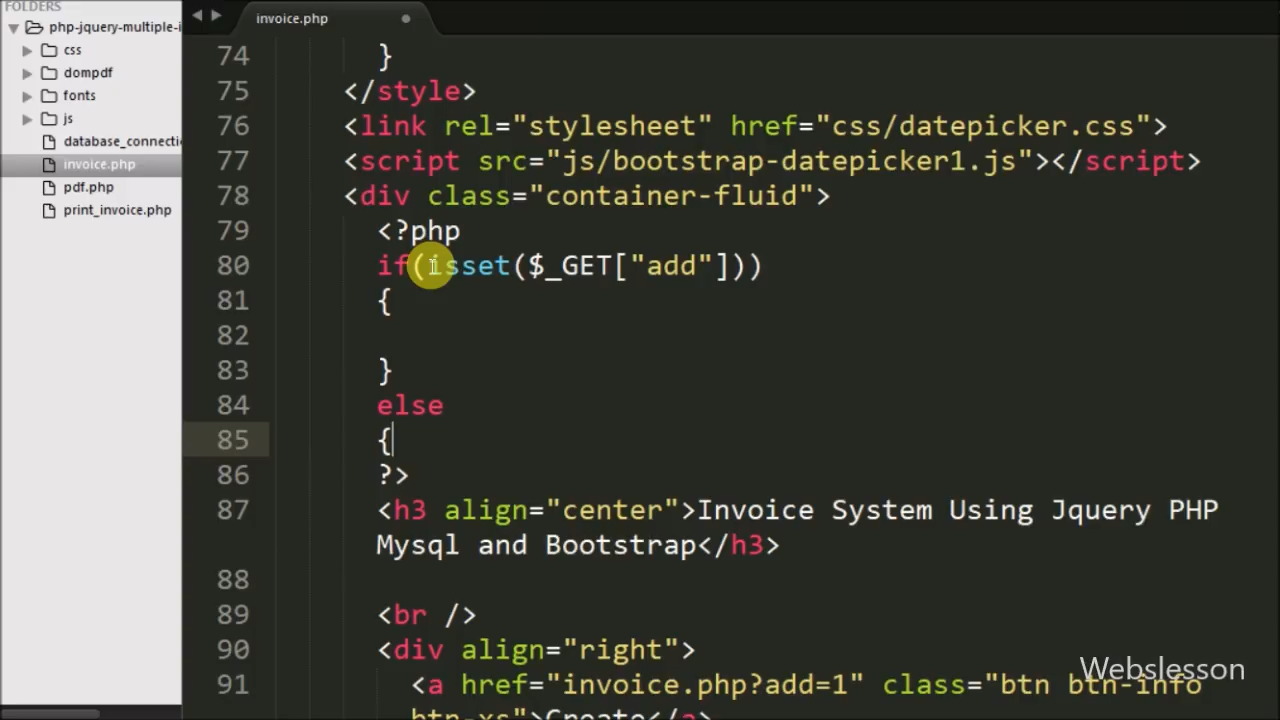 FOLDERS
php-jquery-multiple-i
css
dompdf
fonts
js
database_connecti
invoice.php
pdf.php
print_invoice.php
invoice.php
74 }
75 </style>
76 <link rel="stylesheet" href="css/datepicker.css">
77 <script src="js/bootstrap-datepicker1.js"></script>
78 <div class="container-fluid">
79 <?php
80 if(isset($_GET["add"]))
81 {
82
83 }
84 else
85 {
86 ?>
87 <h3 align="center">Invoice System Using Jquery PHP
Mysql and Bootstrap</h3>
88
89 <br />
90 <div align="right">
91 <a href="invoice.php?add=1" class="btn btn-info
btn-xs">Create</a>
Webslesson